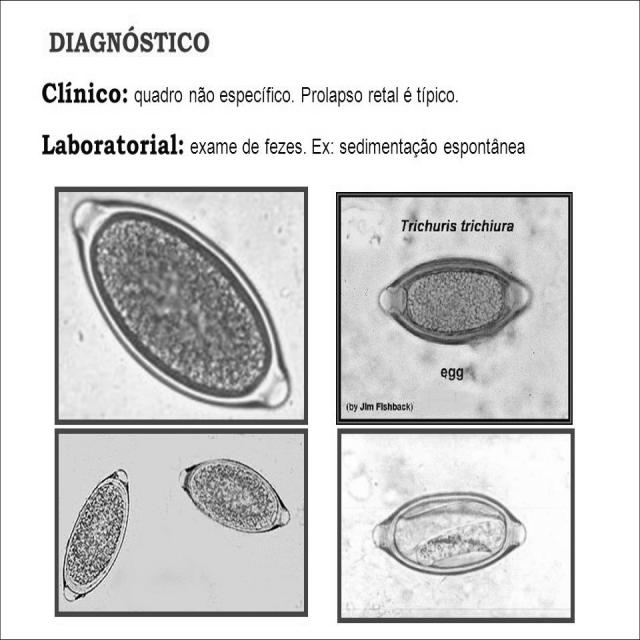 DIAGNÓSTICO
Clínico: quadro não específico. Prolapso retal é típico.
Laboratorial: exame de fezes. Ex: sedimentação espontânea
Trichuris trichiura
egg
(by Jim Fishback)